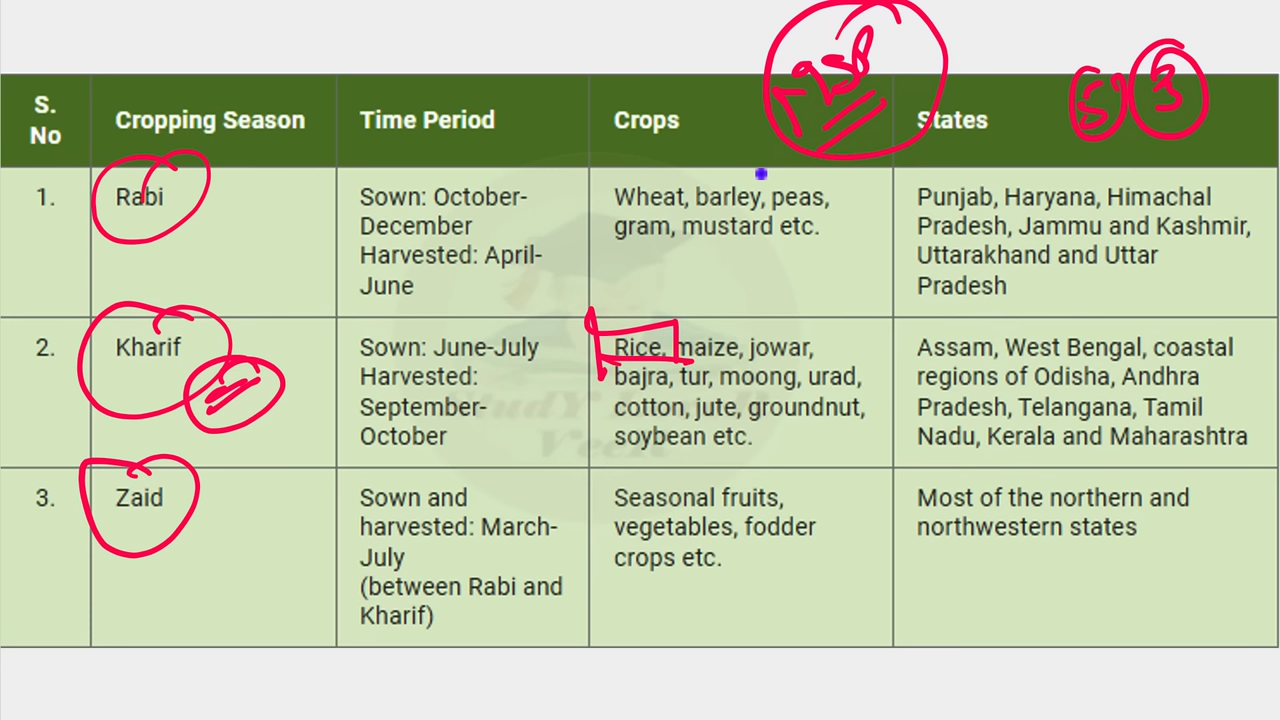 S. No Cropping Season Time Period Crops States
5 3
1. Rabi
Sown: October-
December
Harvested: April-
June
Wheat, barley, peas,
gram, mustard etc.
Punjab, Haryana, Himachal
Pradesh, Jammu and Kashmir,
Uttarakhand and Uttar
Pradesh
2. Kharif
Sown: June-July
Harvested:
September-
October
Rice, maize, jowar,
bajra, tur, moong, urad,
cotton, jute, groundnut,
soybean etc.
Assam, West Bengal, coastal
regions of Odisha, Andhra
Pradesh, Telangana, Tamil
Nadu, Kerala and Maharashtra
3. Zaid
Sown and
harvested: March-
July
(between Rabi and
Kharif)
Seasonal fruits,
vegetables, fodder
crops etc.
Most of the northern and
northwestern states